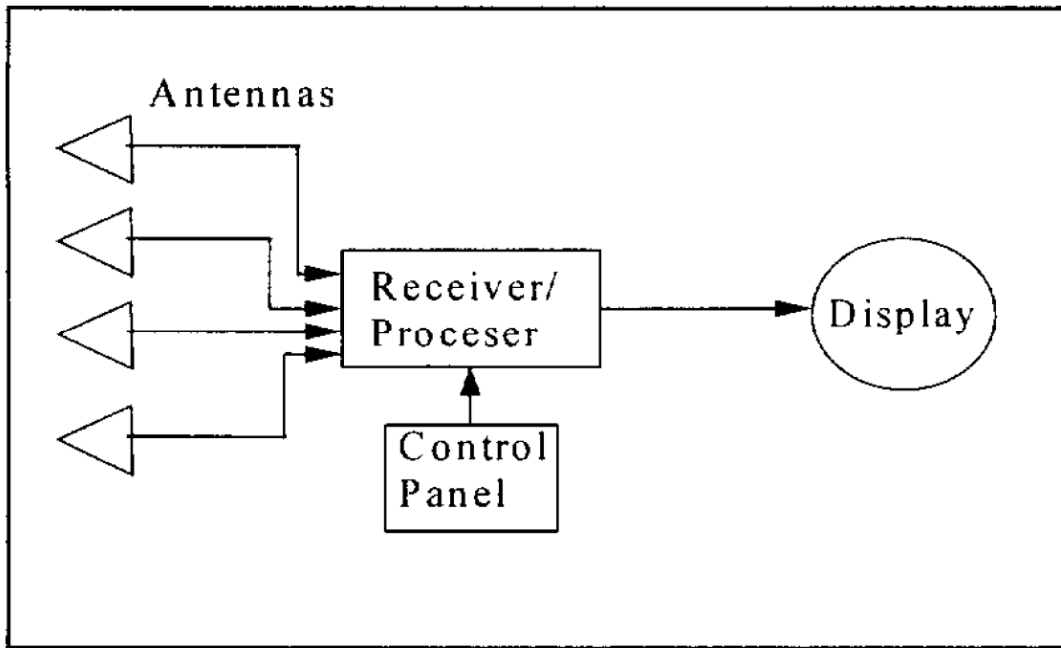 Antennas
Receiver/
Proceser
Display
Control
Panel